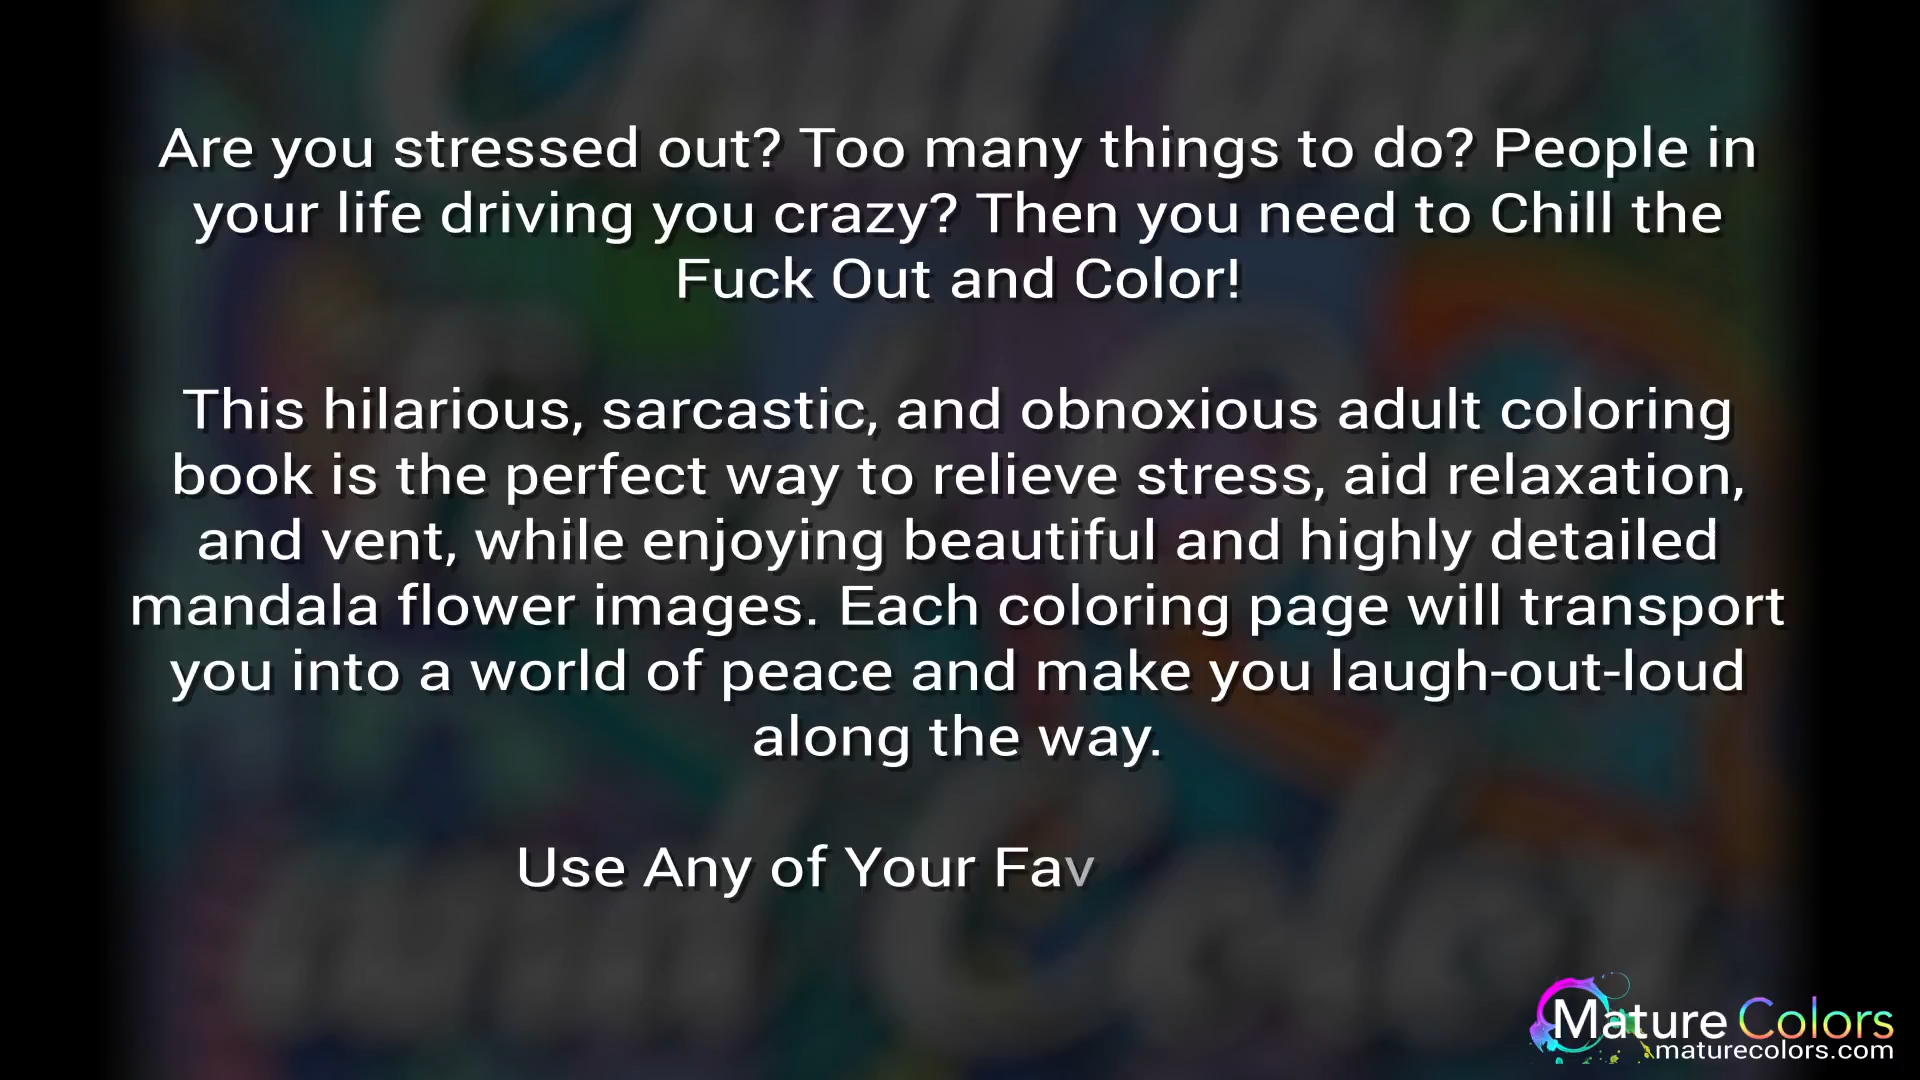 Are you stressed out? Too many things to do? People in
your life driving you crazy? Then you need to Chill the
Fuck Out and Color!
This hilarious, sarcastic, and obnoxious adult coloring
book is the perfect way to relieve stress, aid relaxation,
and vent, while enjoying beautiful and highly detailed
mandala flower images. Each coloring page will transport
you into a world of peace and make you laugh-out-loud
along the way.
Use Any of Your Fav
Mature Colors
maturecolors.com